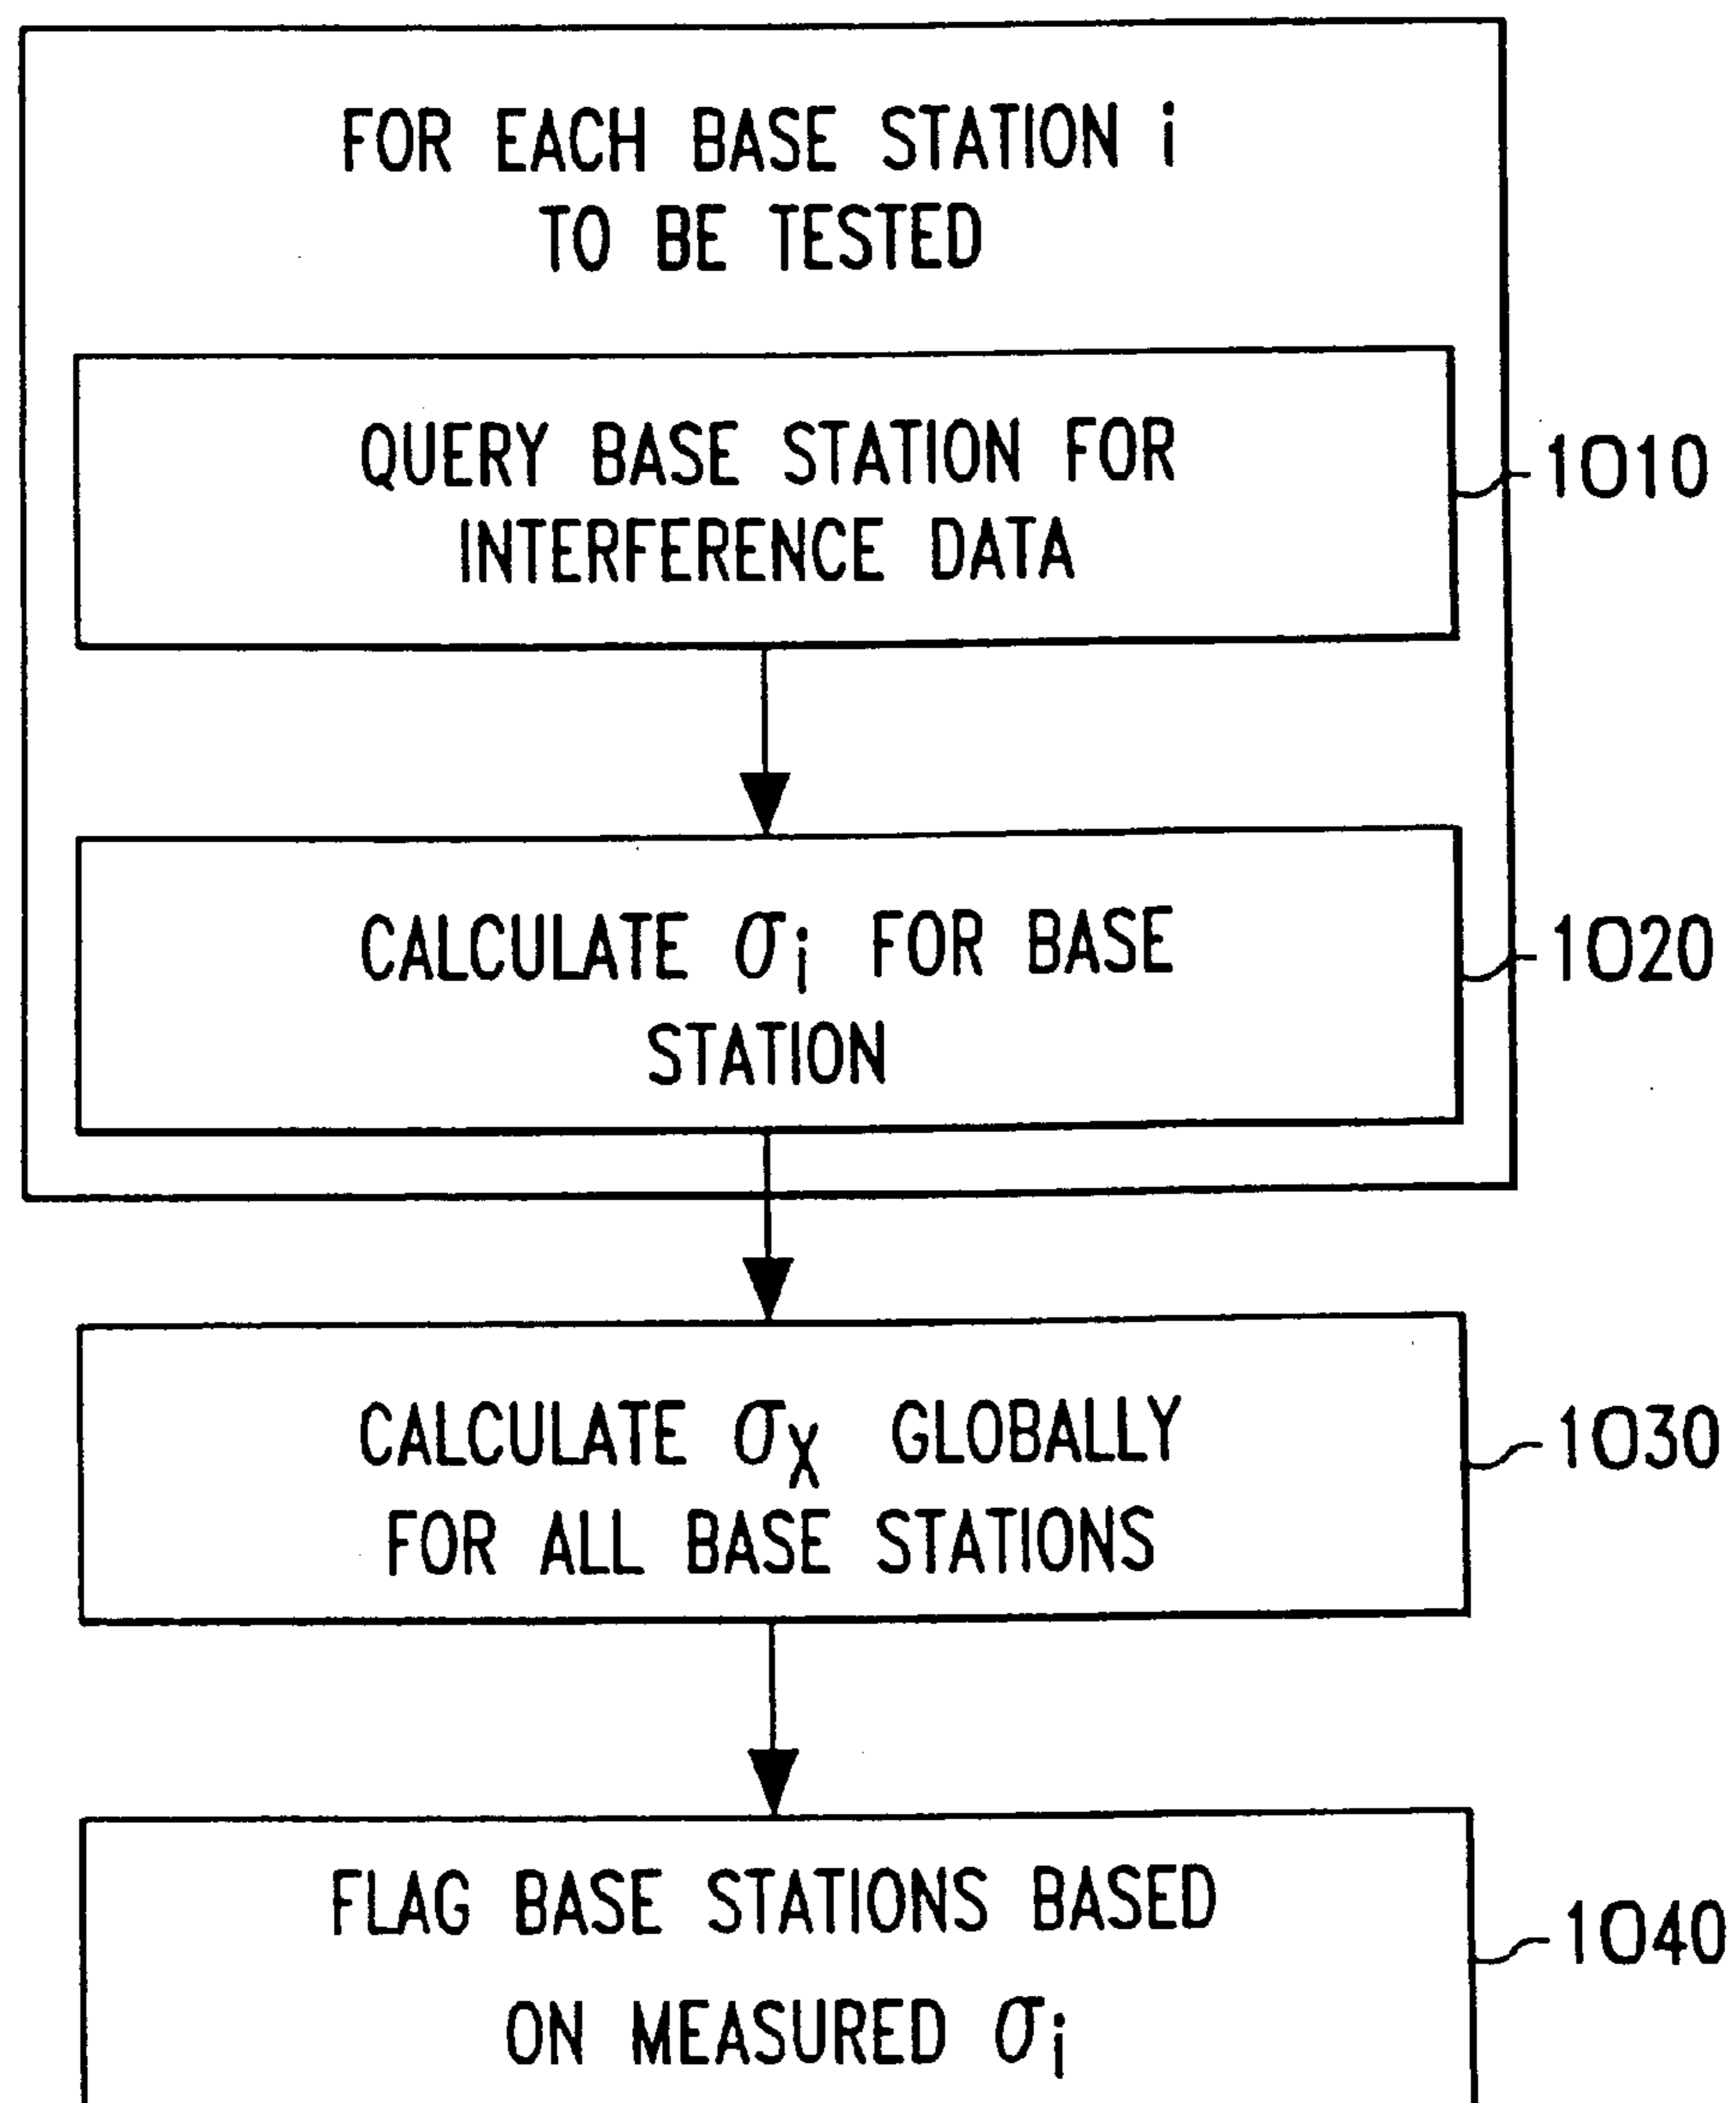 FOR EACH BASE STATION i
TO BE TESTED
QUERY BASE STATION FOR
INTERFERENCE DATA
1010
CALCULATE σi FOR BASE
STATION
1020
CALCULATE σX GLOBALLY
FOR ALL BASE STATIONS
1030
FLAG BASE STATIONS BASED
ON MEASURED σi
1040